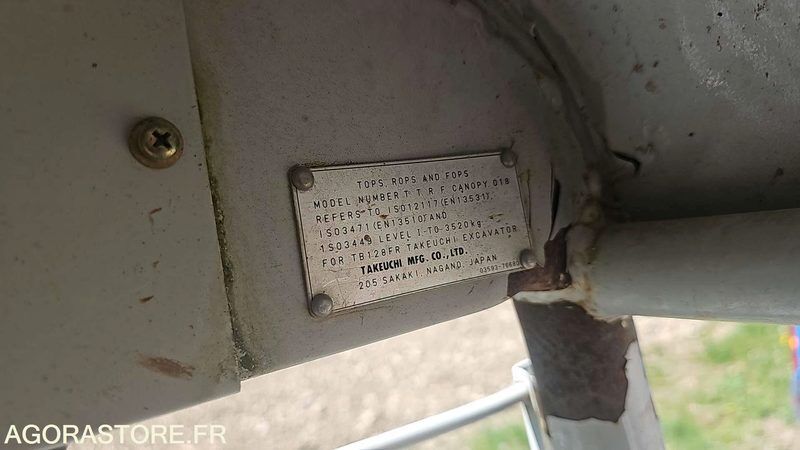 TOPS, ROPS AND FOPS
MODEL NUMBER T.T.R.F. CANOPY 018
REFERS TO ISO12117(EN13531),
ISO3471(EN13510)AND
ISO3449 LEVEL I-TO-3520kg
FOR TB128FR TAKEUCHI EXCAVATOR
TAKEUCHI MFG. CO., LTD.
205 SAKAKI, NAGANO, JAPAN
AGORASTORE.FR